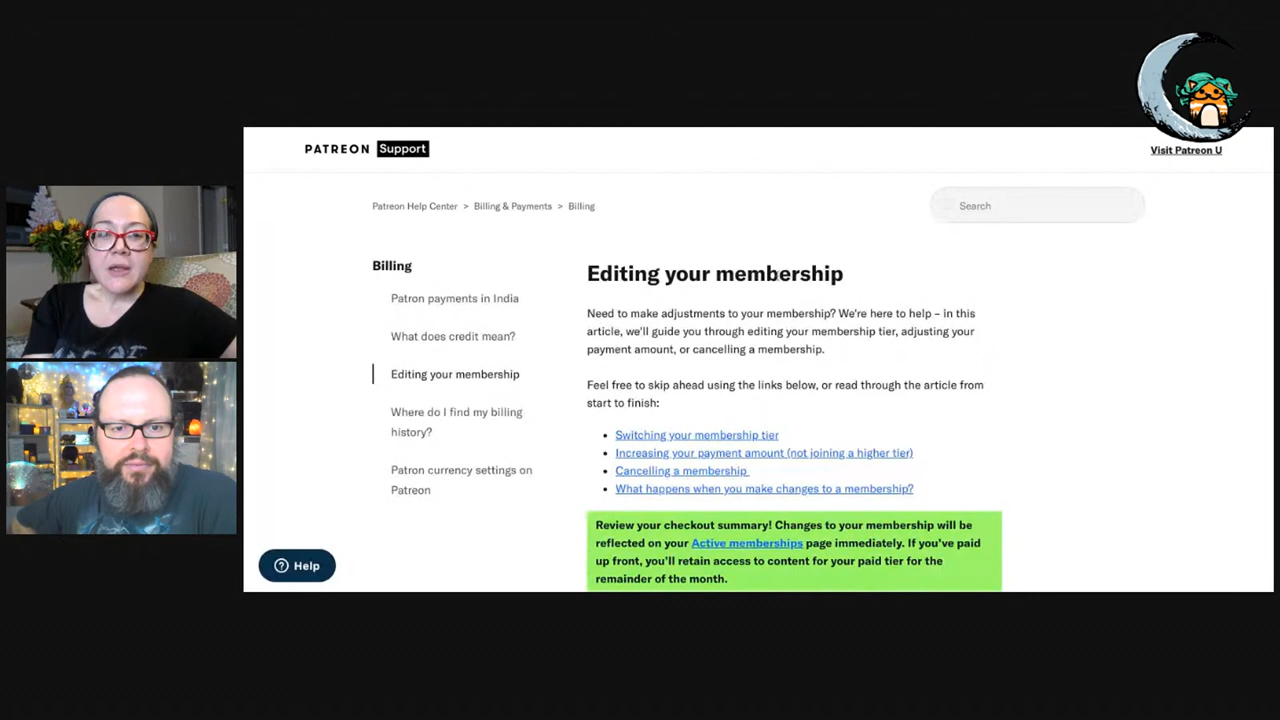 Visit Patreon U
PATREON Support
Patreon Help Center > Billing & Payments > Billing
Search
Billing
Patron payments in India
What does credit mean?
Editing your membership
Where do I find my billing
history?
Patron currency settings on
Patreon
Help
Editing your membership
Need to make adjustments to your membership? We're here to help – in this
article, we'll guide you through editing your membership tier, adjusting your
payment amount, or cancelling a membership.
Feel free to skip ahead using the links below, or read through the article from
start to finish:
• Switching your membership tier
• Increasing your payment amount (not joining a higher tier)
• Cancelling a membership
• What happens when you make changes to a membership?
Review your checkout summary! Changes to your membership will be
reflected on your Active memberships page immediately. If you've paid
up front, you'll retain access to content for your paid tier for the
remainder of the month.